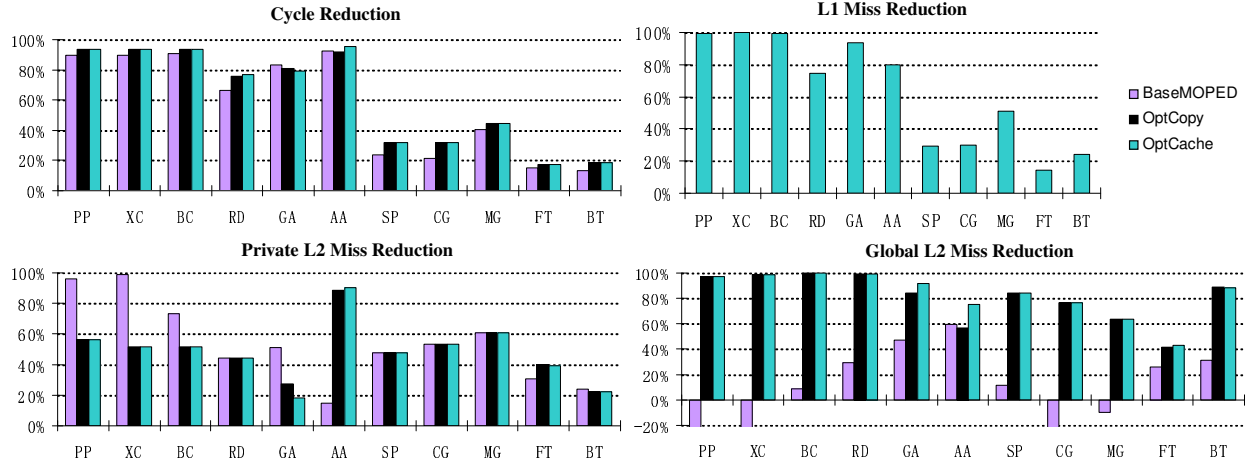 Cycle Reduction
100%
80%
60%
40%
20%
0%
PP XC BC RD GA AA SP CG MG FT BT
L1 Miss Reduction
100%
80%
60%
40%
20%
0%
PP XC BC RD GA AA SP CG MG FT BT
BaseMOPED
OptCopy
OptCache
Private L2 Miss Reduction
100%
80%
60%
40%
20%
0%
PP XC BC RD GA AA SP CG MG FT BT
Global L2 Miss Reduction
100%
80%
60%
40%
20%
0%
-20%
PP XC BC RD GA AA SP CG MG FT BT